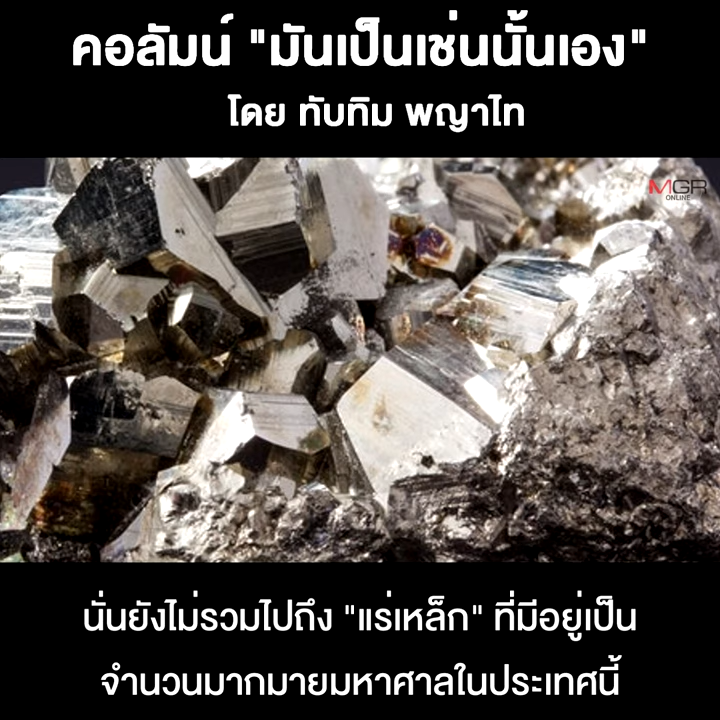 คอลัมน์ "มันเป็นเช่นนั้นเอง"
โดย ทับทิม พญาไท
MGR
ONLINE
นั่นยังไม่รวมไปถึง "แร่เหล็ก" ที่มีอยู่เป็น
จำนวนมากมายมหาศาลในประเทศนี้